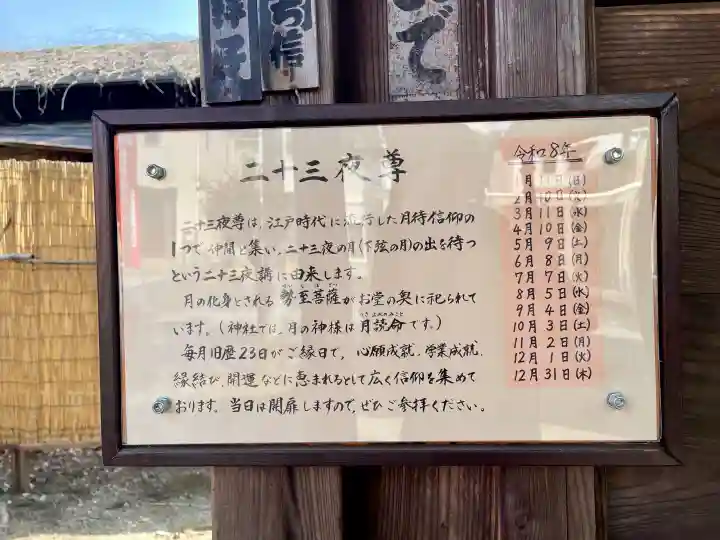 で
二十三夜尊
二十三夜尊は、江戸時代に流行した月待信仰の
1つで仲間と集い、二十三夜の月(下弦の月)の出を待つ
という二十三夜講に由来します。
月の化身とされる勢至菩薩がお堂の奥に祀られて
います。(神社では、月の神様は月読命です。)
毎月旧歴23日がご縁日で、心願成就、学業成就、
縁結び、開運などに恵まれるとして広く信仰を集めて
おります。当日は開扉しますので、ぜひご参拝ください。
令和8年
1月11日(日)
2月10日(火)
3月11日(水)
4月10日(金)
5月9日(土)
6月8日(月)
7月7日(火)
8月5日(水)
9月4日(金)
10月3日(土)
11月2日(月)
12月1日(火)
12月31日(木)